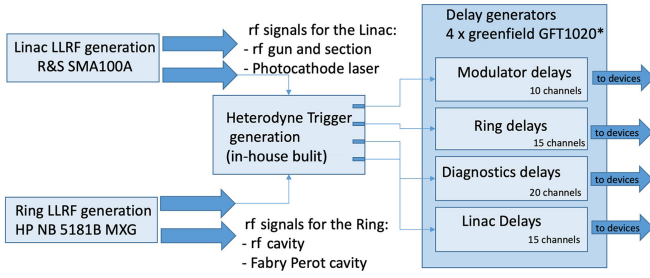 Linac LLRF generation
R&S SMA100A
rf signals for the Linac:
- rf gun and section
- Photocathode laser
Heterodyne Trigger
generation
(in-house bulit)
Ring LLRF generation
HP NB 5181B MXG
rf signals for the Ring:
- rf cavity
- Fabry Perot cavity
Delay generators
4 x greenfield GFT1020*
Modulator delays
10 channels
to devices
Ring delays
15 channels
to devices
Diagnostics delays
20 channels
to devices
Linac Delays
15 channels
to devices